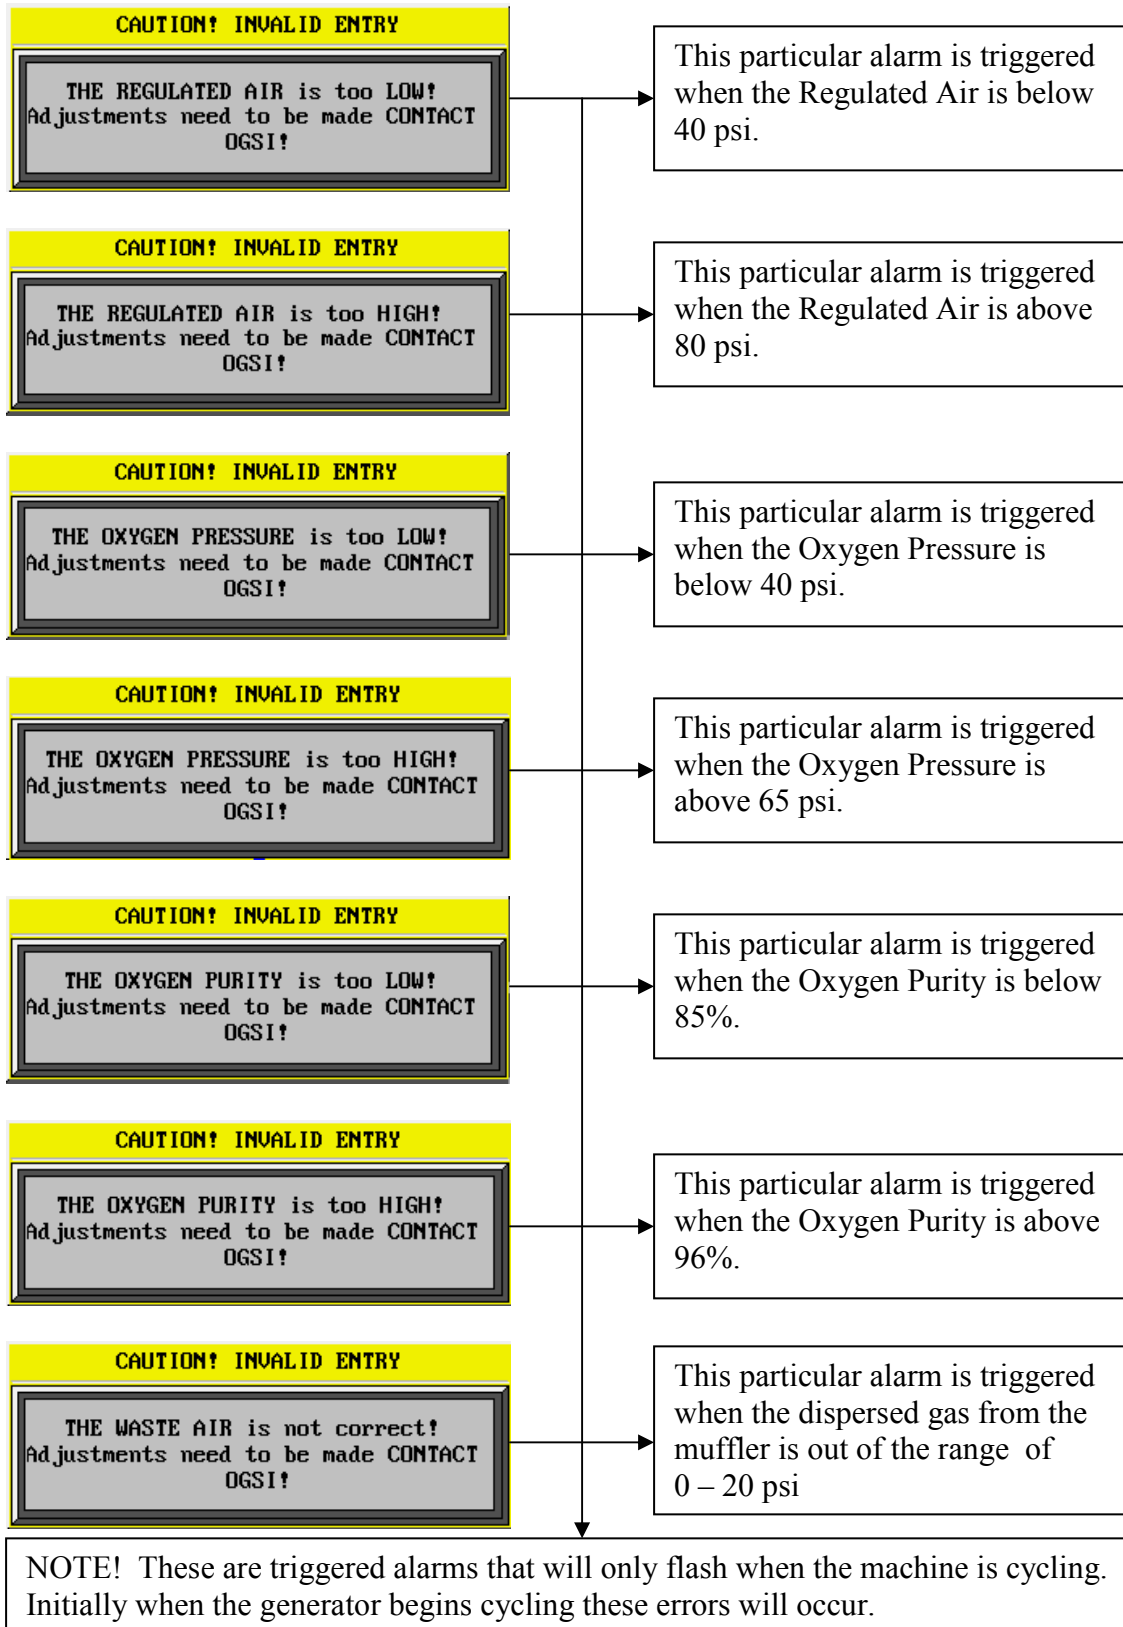 CAUTION! INVALID ENTRY
THE REGULATED AIR is too LOW!
Adjustments need to be made CONTACT
OGSI!
This particular alarm is triggered
when the Regulated Air is below
40 psi.
CAUTION! INVALID ENTRY
THE REGULATED AIR is too HIGH!
Adjustments need to be made CONTACT
OGSI!
This particular alarm is triggered
when the Regulated Air is above
80 psi.
CAUTION! INVALID ENTRY
THE OXYGEN PRESSURE is too LOW!
Adjustments need to be made CONTACT
OGSI!
This particular alarm is triggered
when the Oxygen Pressure is
below 40 psi.
CAUTION! INVALID ENTRY
THE OXYGEN PRESSURE is too HIGH!
Adjustments need to be made CONTACT
OGSI!
This particular alarm is triggered
when the Oxygen Pressure is
above 65 psi.
CAUTION! INVALID ENTRY
THE OXYGEN PURITY is too LOW!
Adjustments need to be made CONTACT
OGSI!
This particular alarm is triggered
when the Oxygen Purity is below
85%.
CAUTION! INVALID ENTRY
THE OXYGEN PURITY is too HIGH!
Adjustments need to be made CONTACT
OGSI!
This particular alarm is triggered
when the Oxygen Purity is above
96%.
CAUTION! INVALID ENTRY
THE WASTE AIR is not correct!
Adjustments need to be made CONTACT
OGSI!
This particular alarm is triggered
when the dispersed gas from the
muffler is out of the range of
0 – 20 psi
NOTE! These are triggered alarms that will only flash when the machine is cycling.
Initially when the generator begins cycling these errors will occur.